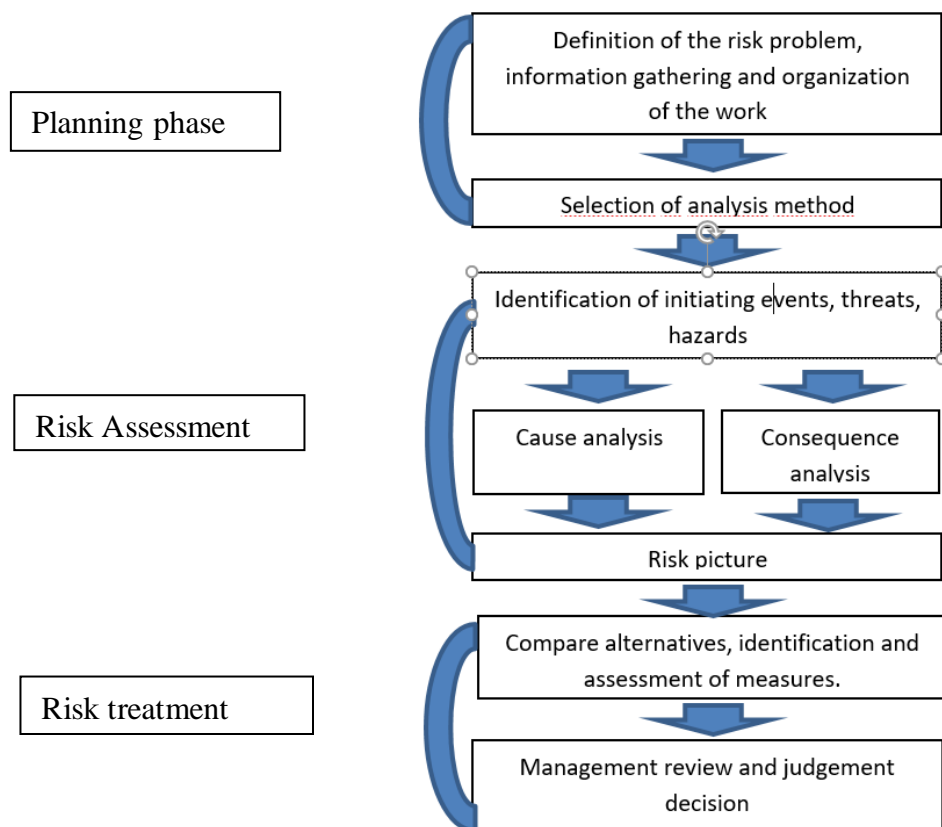 Definition of the risk problem,
information gathering and organization
of the work
Planning phase
Selection of analysis method
Identification of initiating events, threats,
hazards
Risk Assessment
Cause analysis
Consequence
analysis
Risk picture
Compare alternatives, identification and
assessment of measures.
Risk treatment
Management review and judgement
decision